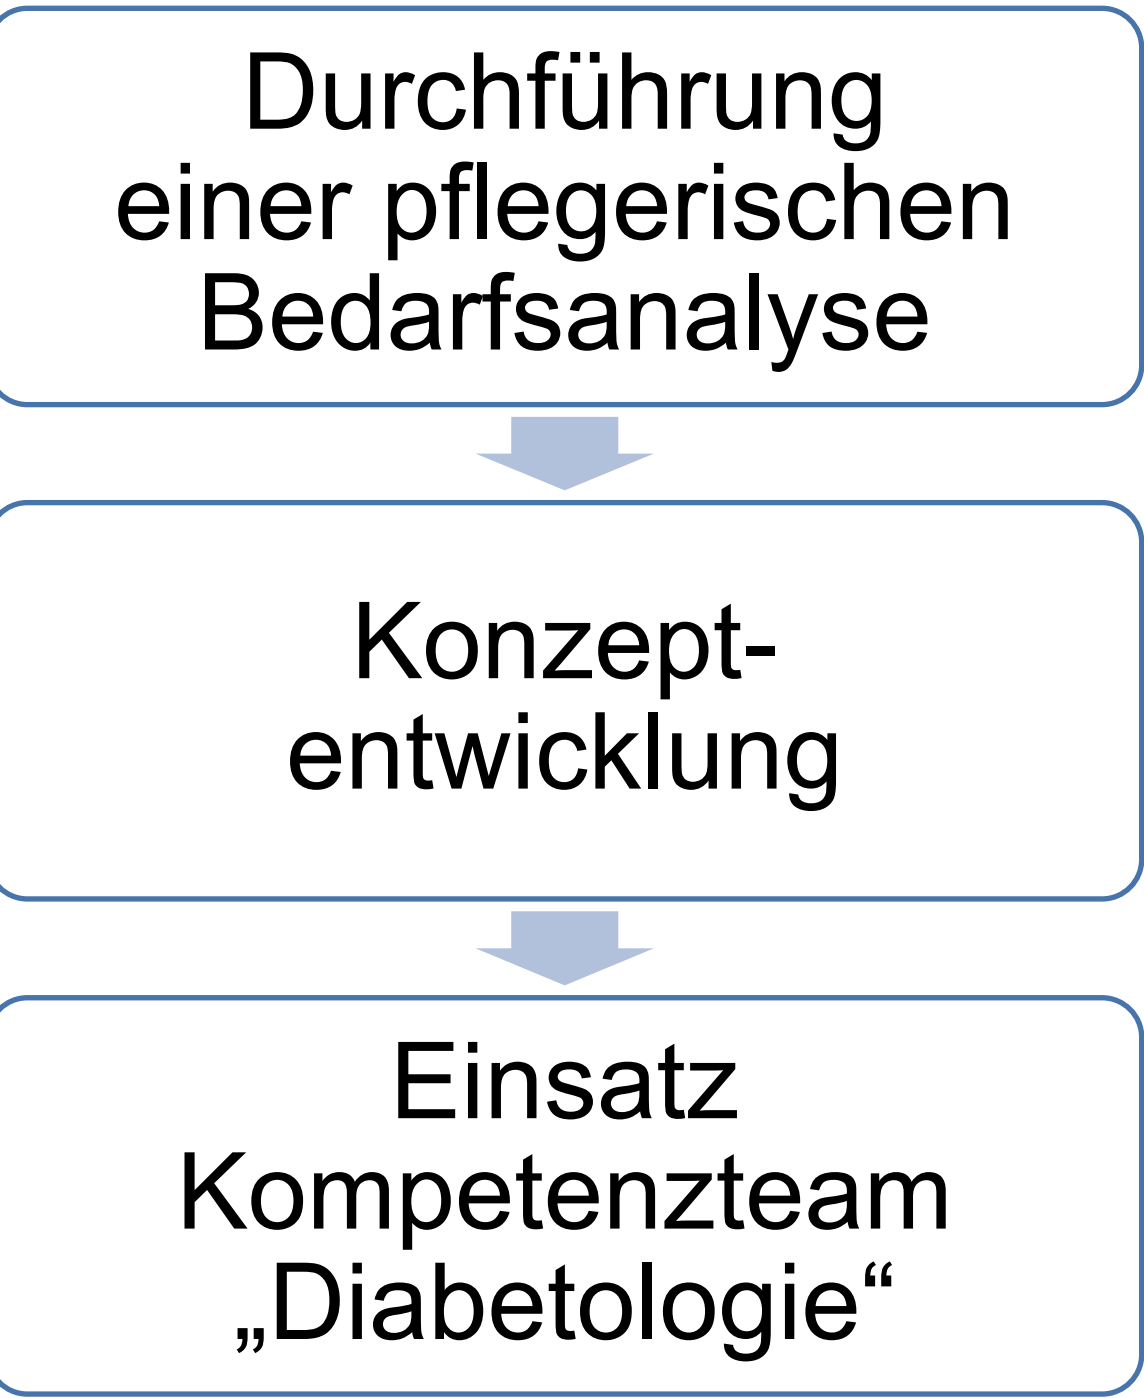 Durchführung
einer pflegerischen
Bedarfsanalyse
Konzept-
entwicklung
Einsatz
Kompetenzteam
„Diabetologie“